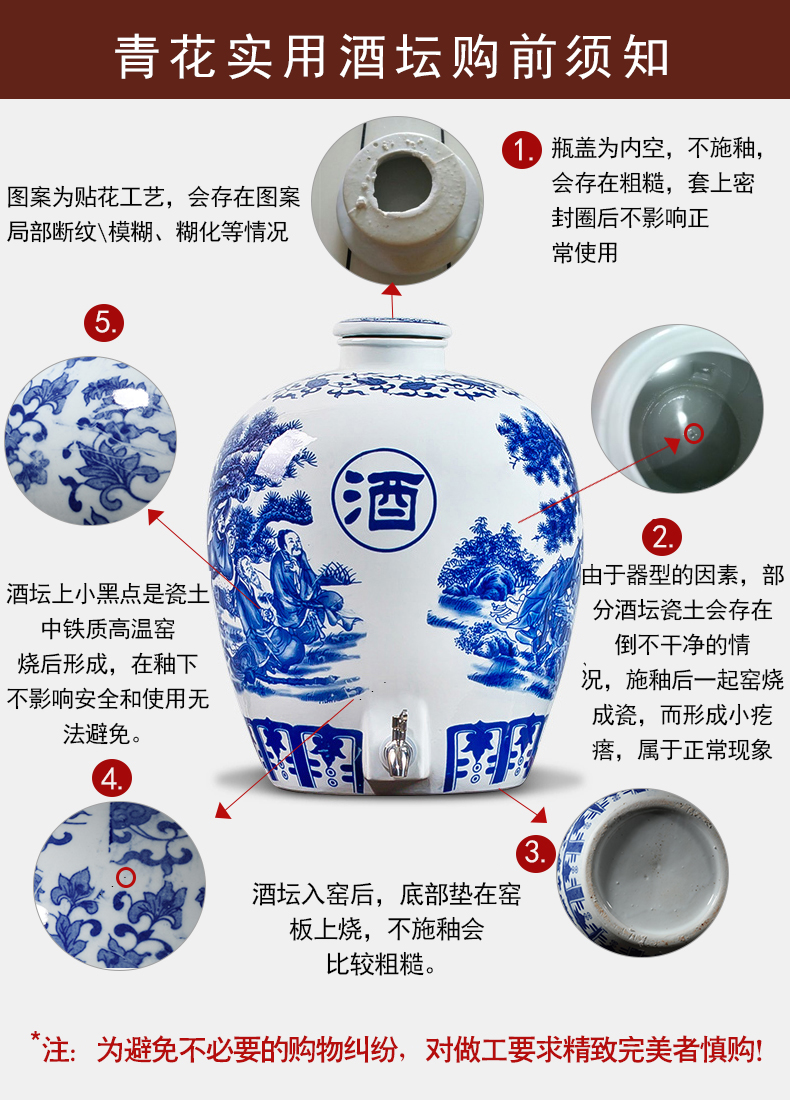 青花实用酒坛购前须知
1.
瓶盖为内空，不施釉，
会存在粗糙，套上密
封圈后不影响正
常使用
图案为贴花工艺，会存在图案
局部断纹\模糊、糊化等情况
5.
酒
2.
由于器型的因素，部
分酒坛瓷土会存在
倒不干净的情
况，施釉后一起窑烧
成瓷，而形成小疙
瘩，属于正常现象
酒坛上小黑点是瓷土
中铁质高温窑
烧后形成，在釉下
不影响安全和使用无
法避免。
4.
3.
酒坛入窑后，底部垫在窑
板上烧，不施釉会
比较粗糙。
*注：为避免不必要的购物纠纷，对做工要求精致完美者慎购!